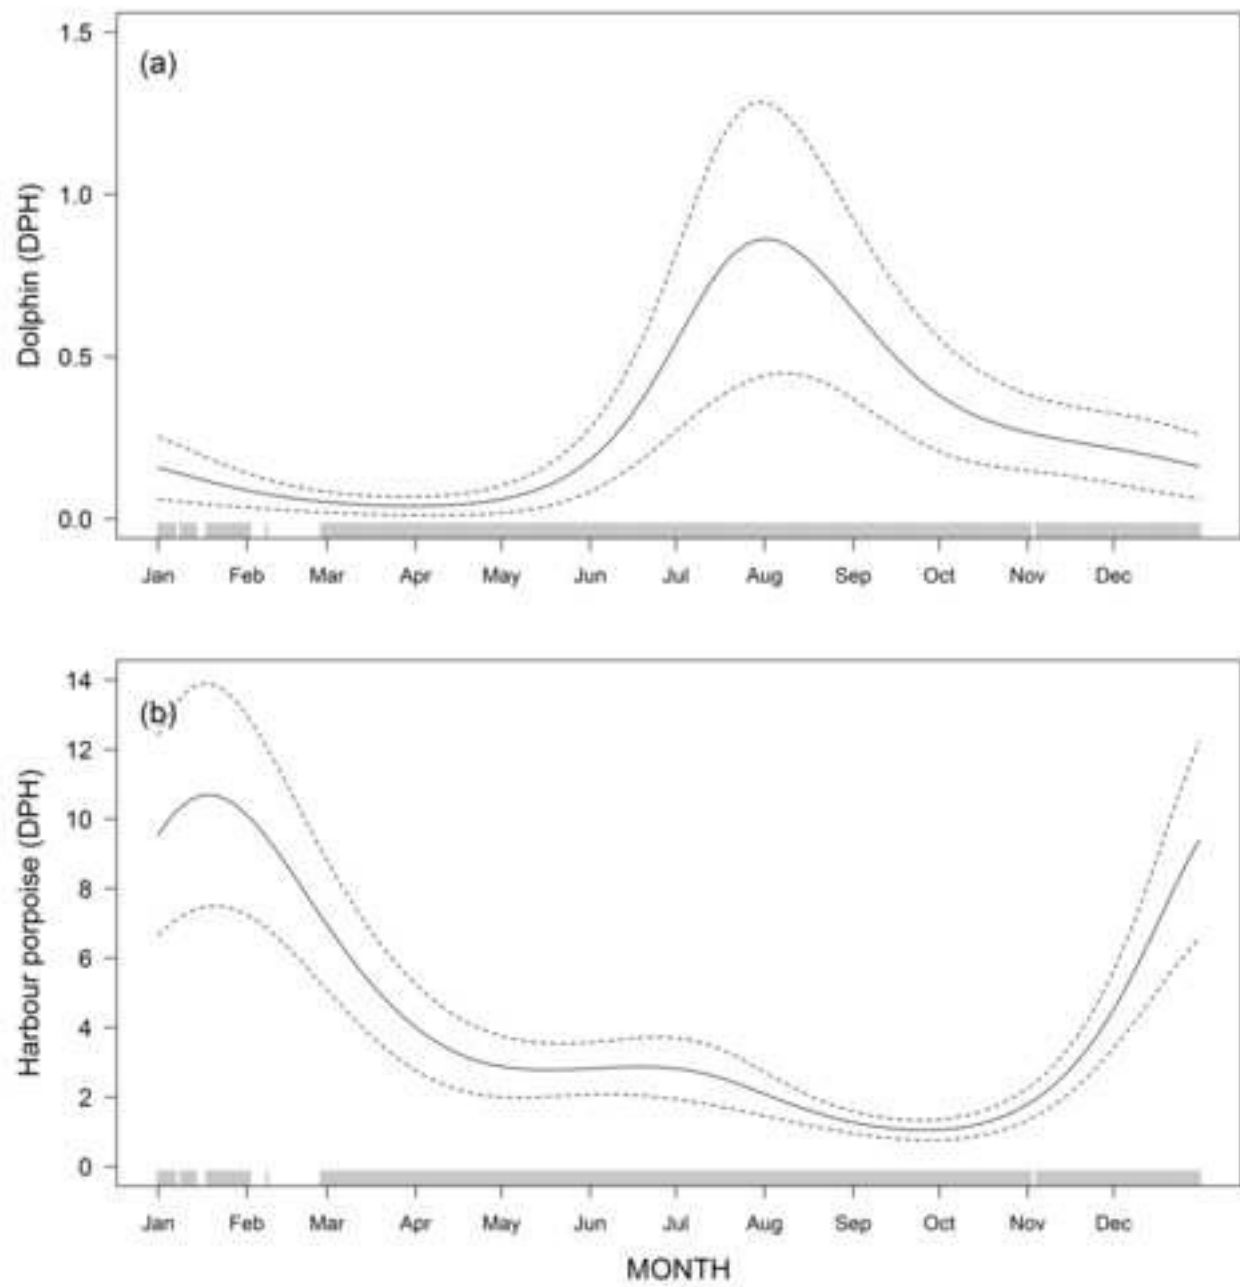 (a)
Dolphin (DPH)
1.5
1.0
0.5
0.0
Jan Feb Mar Apr May Jun Jul Aug Sep Oct Nov Dec
(b)
Harbour porpoise (DPH)
14
12
10
8
6
4
2
0
Jan Feb Mar Apr May Jun Jul Aug Sep Oct Nov Dec
MONTH